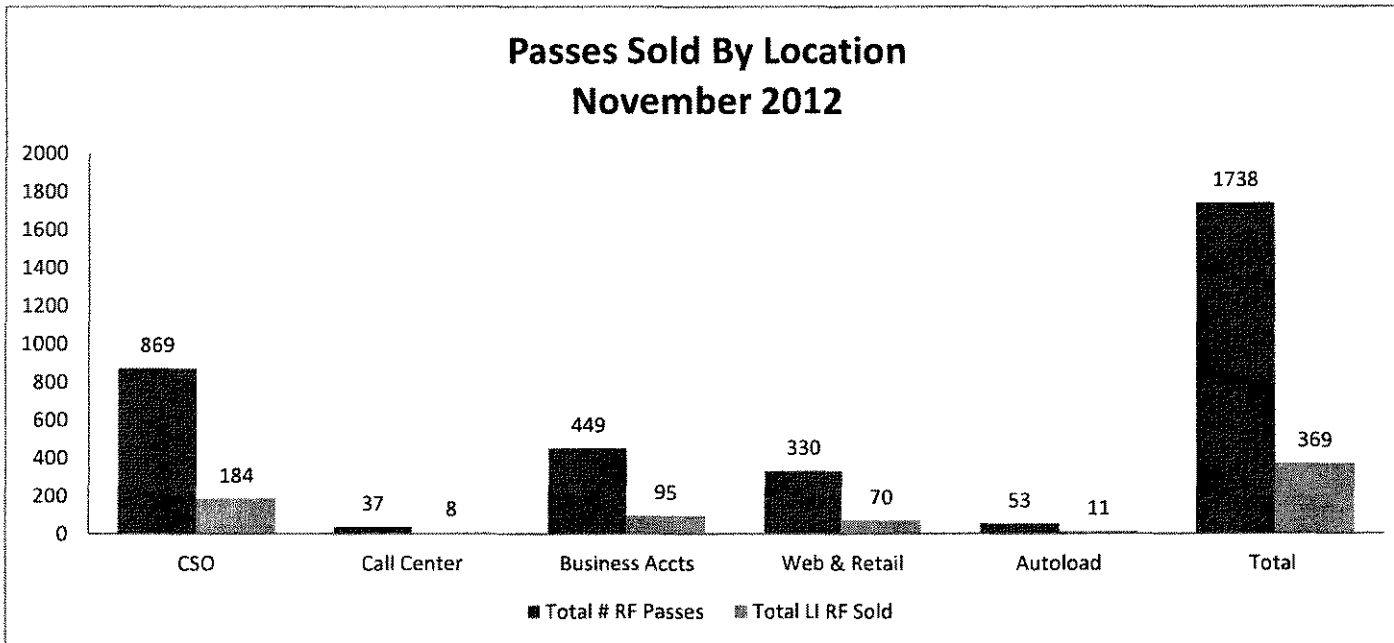 Passes Sold By Location
November 2012
2000
1800
1600
1400
1200
1000
800
600
400
200
0
869
184
37
8
449
95
330
70
53
11
1738
369
CSO
Call Center
Business Accts
Web & Retail
Autoload
Total
Total # RF Passes
Total LI RF Sold